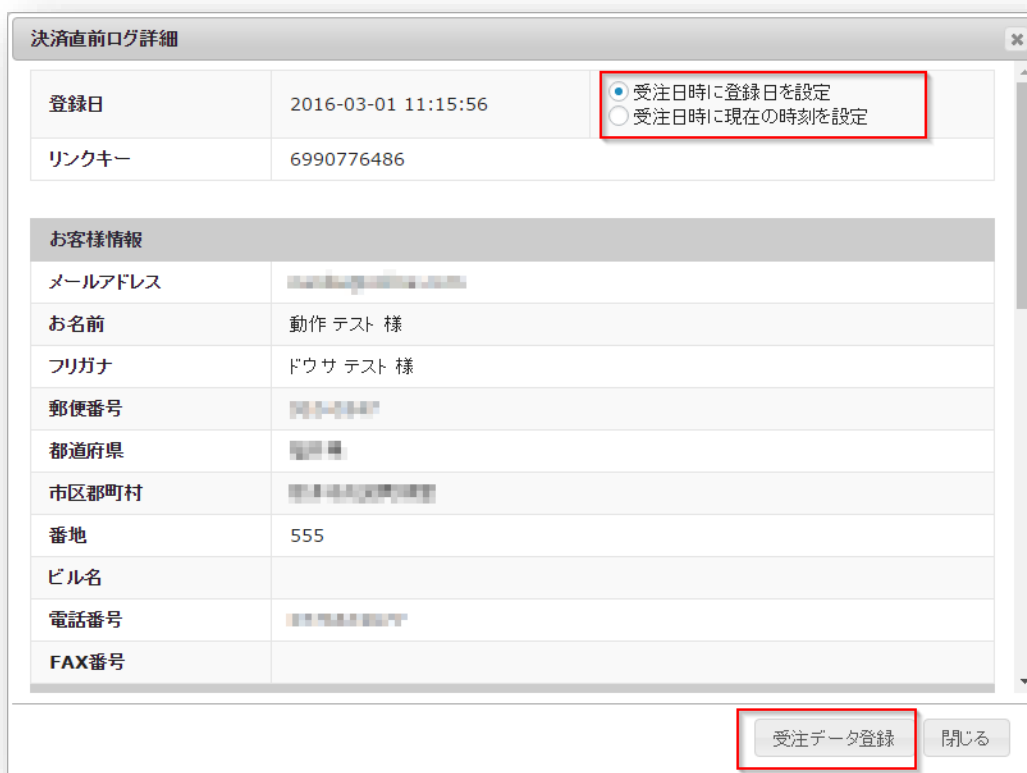 決済直前ログ詳細
登録日 2016-03-01 11:15:56 受注日時に登録日を設定
受注日時に現在の時刻を設定
リンクキー 6990776486
お客様情報
メールアドレス
お名前 動作 テスト 様
フリガナ ドウサ テスト 様
郵便番号
都道府県
市区郡町村
番地 555
ビル名
電話番号
FAX番号
受注データ登録 閉じる